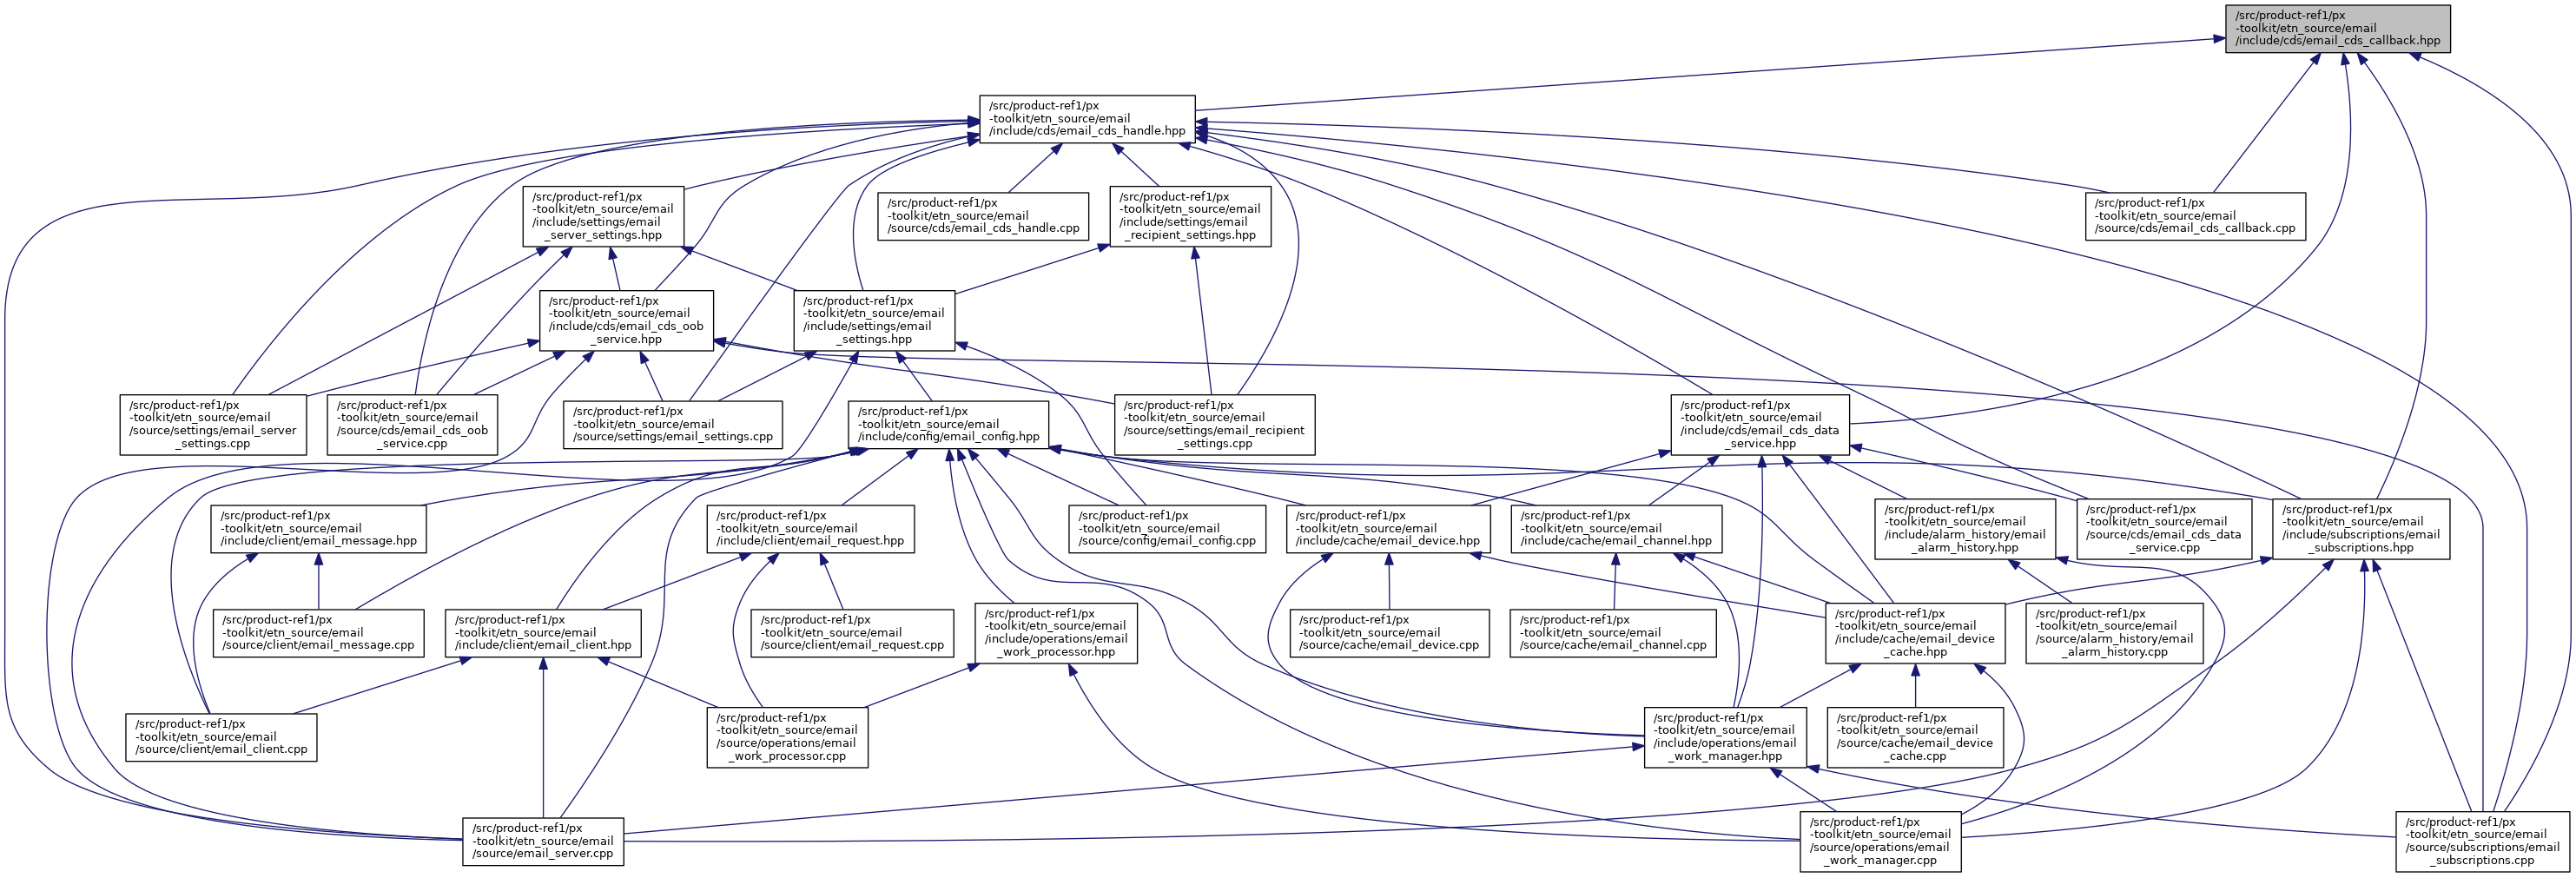 /src/product-ref1/px
-toolkit/etn_source/email
/include/cds/email_cds_callback.hpp
/src/product-ref1/px
-toolkit/etn_source/email
/include/cds/email_cds_handle.hpp
/src/product-ref1/px
-toolkit/etn_source/email
/include/settings/email
_server_settings.hpp
/src/product-ref1/px
-toolkit/etn_source/email
/source/cds/email_cds_handle.cpp
/src/product-ref1/px
-toolkit/etn_source/email
/include/settings/email
_recipient_settings.hpp
/src/product-ref1/px
-toolkit/etn_source/email
/source/cds/email_cds_callback.cpp
/src/product-ref1/px
-toolkit/etn_source/email
/include/cds/email_cds_oob
_service.hpp
/src/product-ref1/px
-toolkit/etn_source/email
/include/settings/email
_settings.hpp
/src/product-ref1/px
-toolkit/etn_source/email
/source/settings/email_server
_settings.cpp
/src/product-ref1/px
-toolkit/etn_source/email
/source/cds/email_cds_oob
_service.cpp
/src/product-ref1/px
-toolkit/etn_source/email
/source/settings/email_settings.cpp
/src/product-ref1/px
-toolkit/etn_source/email
/include/config/email_config.hpp
/src/product-ref1/px
-toolkit/etn_source/email
/source/settings/email_recipient
_settings.cpp
/src/product-ref1/px
-toolkit/etn_source/email
/include/cds/email_cds_data
_service.hpp
/src/product-ref1/px
-toolkit/etn_source/email
/include/client/email_message.hpp
/src/product-ref1/px
-toolkit/etn_source/email
/include/client/email_request.hpp
/src/product-ref1/px
-toolkit/etn_source/email
/source/config/email_config.cpp
/src/product-ref1/px
-toolkit/etn_source/email
/include/cache/email_device.hpp
/src/product-ref1/px
-toolkit/etn_source/email
/include/cache/email_channel.hpp
/src/product-ref1/px
-toolkit/etn_source/email
/include/alarm_history/email
_alarm_history.hpp
/src/product-ref1/px
-toolkit/etn_source/email
/source/cds/email_cds_data
_service.cpp
/src/product-ref1/px
-toolkit/etn_source/email
/include/subscriptions/email
_subscriptions.hpp
/src/product-ref1/px
-toolkit/etn_source/email
/source/client/email_message.cpp
/src/product-ref1/px
-toolkit/etn_source/email
/include/client/email_client.hpp
/src/product-ref1/px
-toolkit/etn_source/email
/source/client/email_request.cpp
/src/product-ref1/px
-toolkit/etn_source/email
/include/operations/email
_work_processor.hpp
/src/product-ref1/px
-toolkit/etn_source/email
/source/cache/email_device.cpp
/src/product-ref1/px
-toolkit/etn_source/email
/source/cache/email_channel.cpp
/src/product-ref1/px
-toolkit/etn_source/email
/include/cache/email_device
_cache.hpp
/src/product-ref1/px
-toolkit/etn_source/email
/source/alarm_history/email
_alarm_history.cpp
/src/product-ref1/px
-toolkit/etn_source/email
/source/client/email_client.cpp
/src/product-ref1/px
-toolkit/etn_source/email
/source/operations/email
_work_processor.cpp
/src/product-ref1/px
-toolkit/etn_source/email
/include/operations/email
_work_manager.hpp
/src/product-ref1/px
-toolkit/etn_source/email
/source/cache/email_device
_cache.cpp
/src/product-ref1/px
-toolkit/etn_source/email
/source/email_server.cpp
/src/product-ref1/px
-toolkit/etn_source/email
/source/operations/email
_work_manager.cpp
/src/product-ref1/px
-toolkit/etn_source/email
/source/subscriptions/email
_subscriptions.cpp